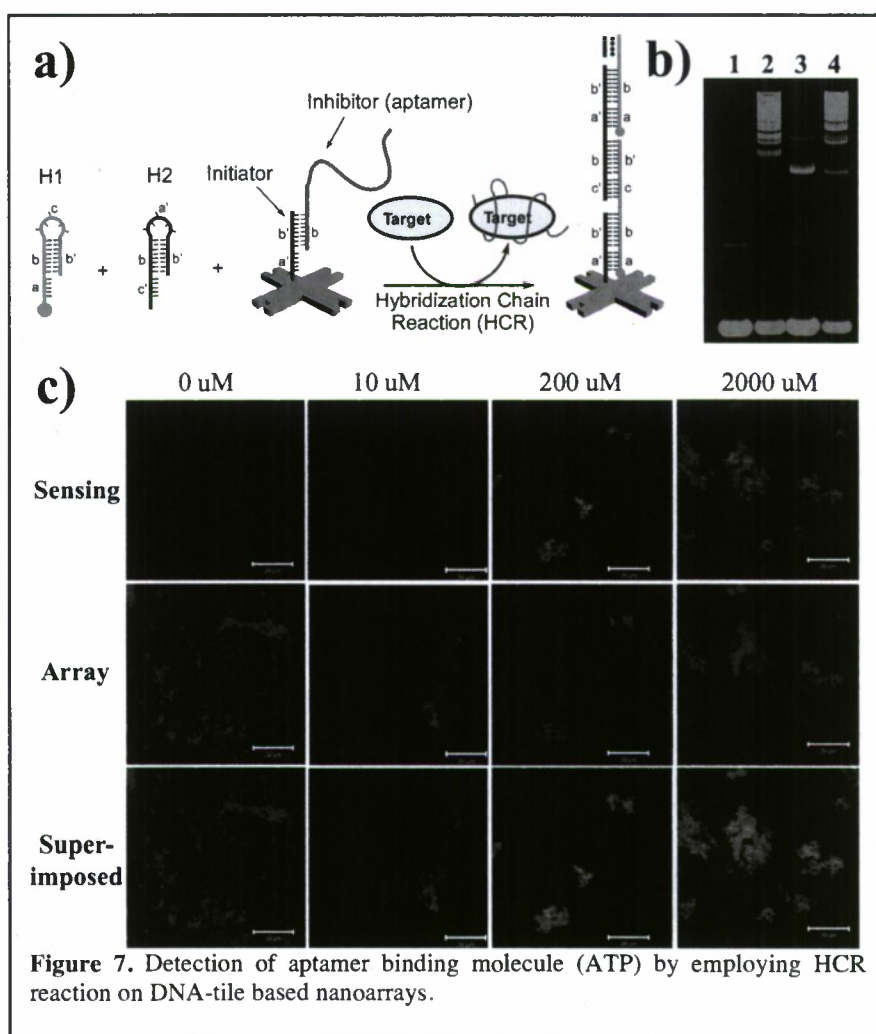 a)
b)
1 2 3 4
Inhibitor (aptamer)
Initiator
H1
H2
Target
Target
Hybridization Chain
Reaction (HCR)
c
b
b'
a
+
a'
b
b'
c'
+
b'
b
a'
b'
b
a'
a
b
b'
c'
c
b'
b
a'
a
c)
0 uM 10 uM 200 uM 2000 uM
Sensing
Array
Super-
imposed
Figure 7. Detection of aptamer binding molecule (ATP) by employing HCR
reaction on DNA-tile based nanoarrays.